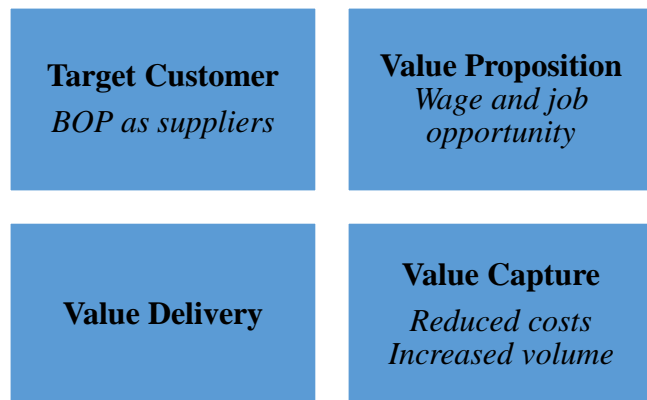 Target Customer
BOP as suppliers
Value Proposition
Wage and job
opportunity
Value Delivery
Value Capture
Reduced costs
Increased volume